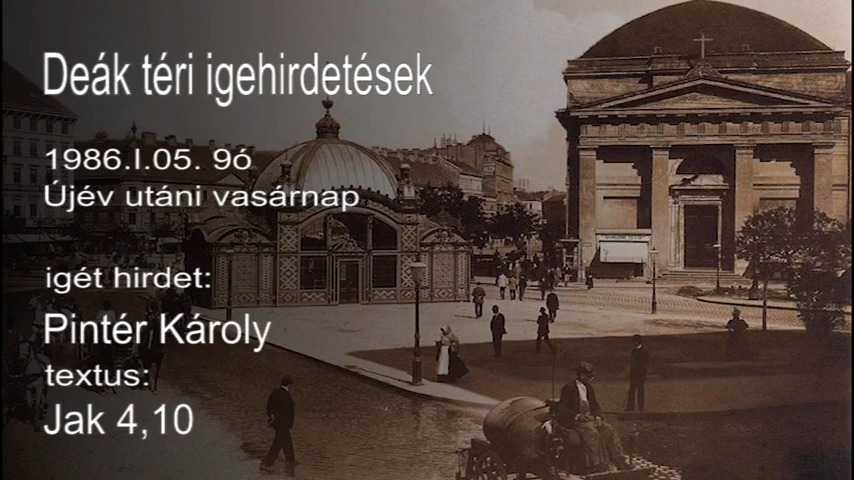 Deák téri igehirdetések
1986.I.05. 9ó
Újév utáni vasárnap
igét hirdet:
Pintér Károly
textus:
Jak 4,10